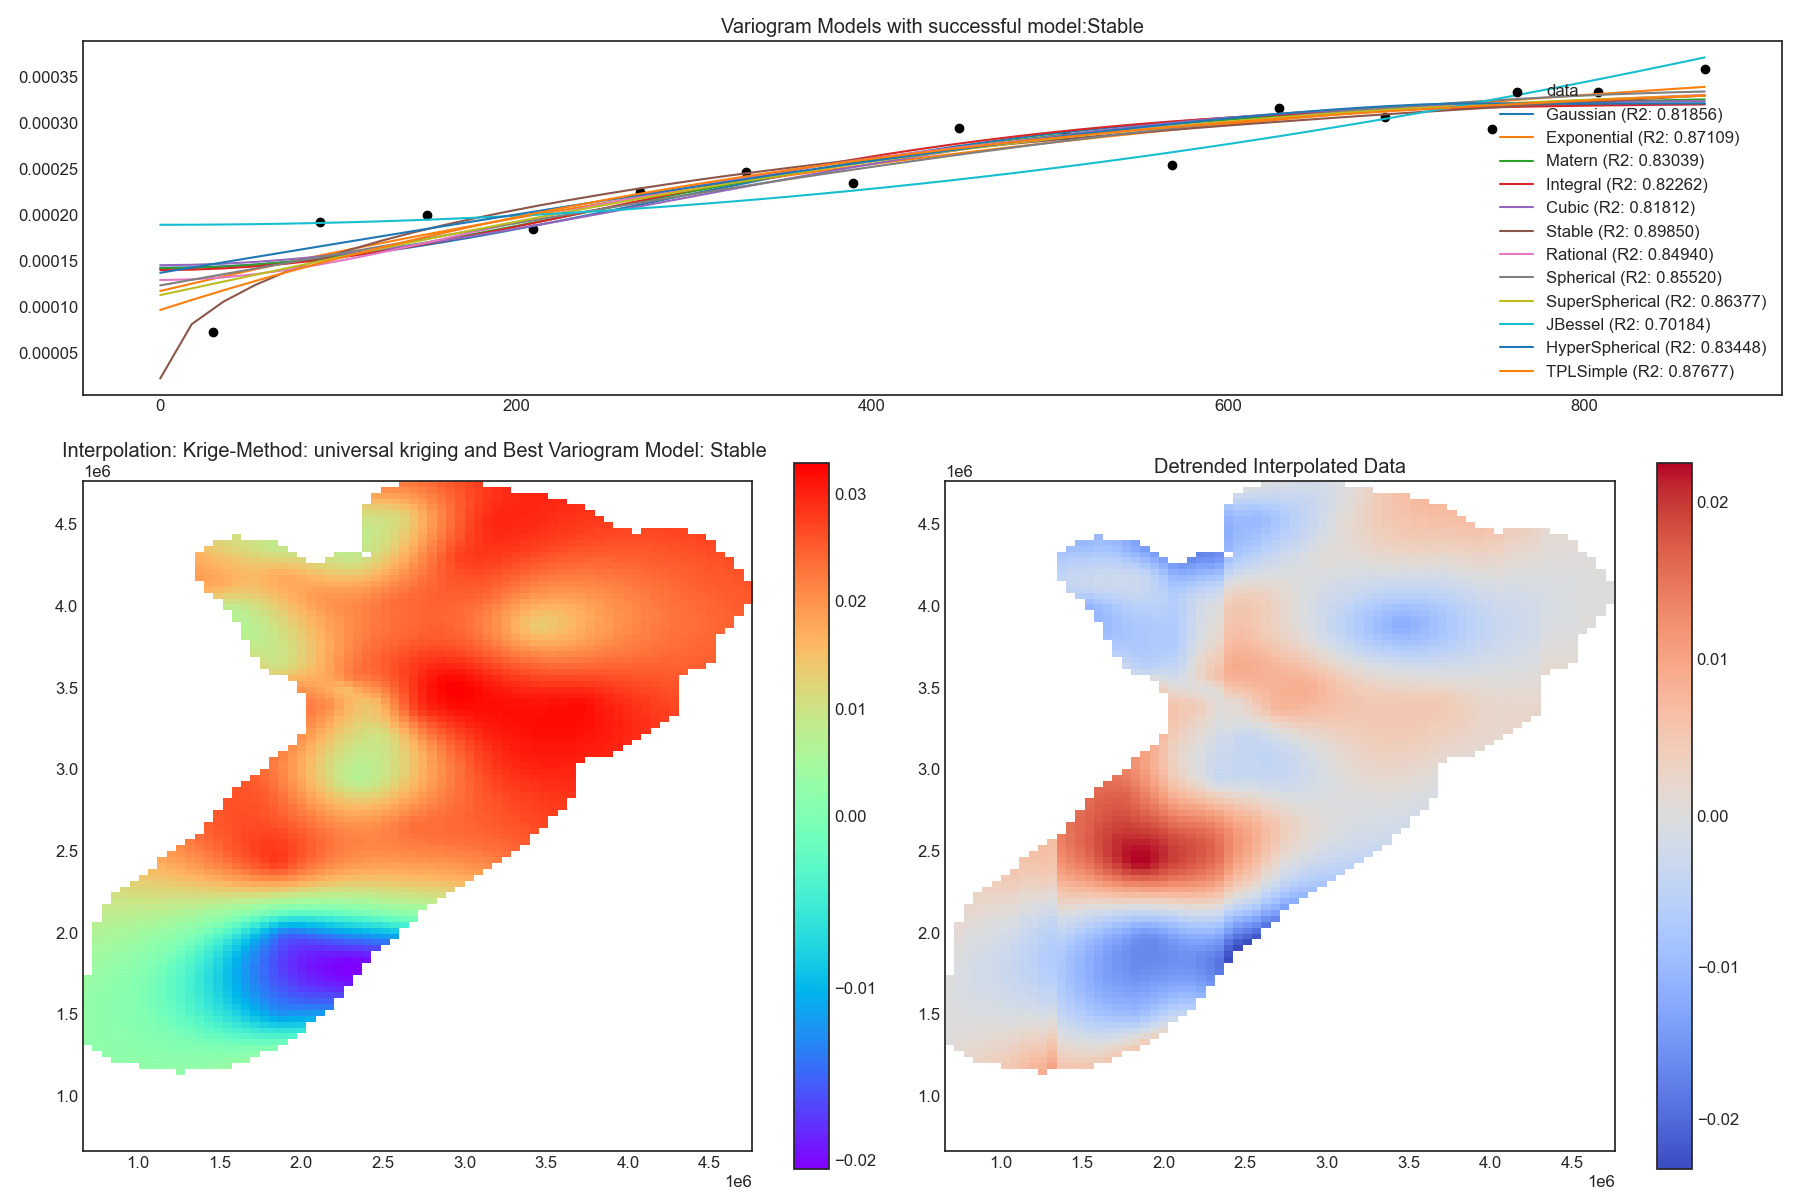 Variogram Models with successful model:Stable
0.00035
0.00030
0.00025
0.00020
0.00015
0.00010
0.00005
data
Gaussian (R2: 0.81856)
Exponential (R2: 0.87109)
Matern (R2: 0.83039)
Integral (R2: 0.82262)
Cubic (R2: 0.81812)
Stable (R2: 0.89850)
Rational (R2: 0.84940)
Spherical (R2: 0.85520)
SuperSpherical (R2: 0.86377)
JBessel (R2: 0.70184)
HyperSpherical (R2: 0.83448)
TPLSimple (R2: 0.87677)
0 200 400 600 800
Interpolation: Krige-Method: universal kriging and Best Variogram Model: Stable
1e6
4.5
4.0
3.5
3.0
2.5
2.0
1.5
1.0
1.0 1.5 2.0 2.5 3.0 3.5 4.0 4.5
1e6
0.03
0.02
0.01
0.00
−0.01
−0.02
Detrended Interpolated Data
1e6
4.5
4.0
3.5
3.0
2.5
2.0
1.5
1.0
1.0 1.5 2.0 2.5 3.0 3.5 4.0 4.5
1e6
0.02
0.01
0.00
−0.01
−0.02